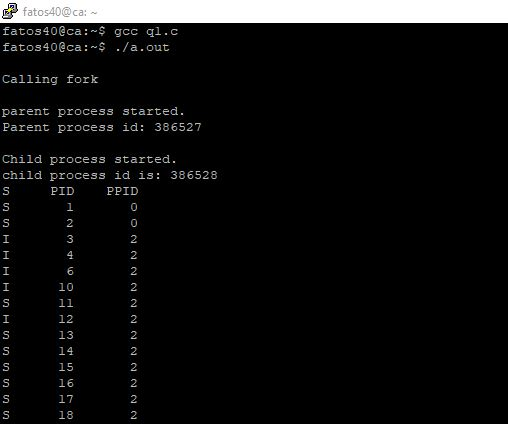 fatos40@ca: ~
fatos40@ca:~$ gcc q1.c
fatos40@ca:~$ ./a.out
Calling fork
parent process started.
Parent process id: 386527
Child process started.
child process id is: 386528
S PID PPID
S 1 0
S 2 0
I 3 2
I 4 2
I 6 2
I 10 2
S 11 2
I 12 2
S 13 2
S 14 2
S 15 2
S 16 2
S 17 2
S 18 2